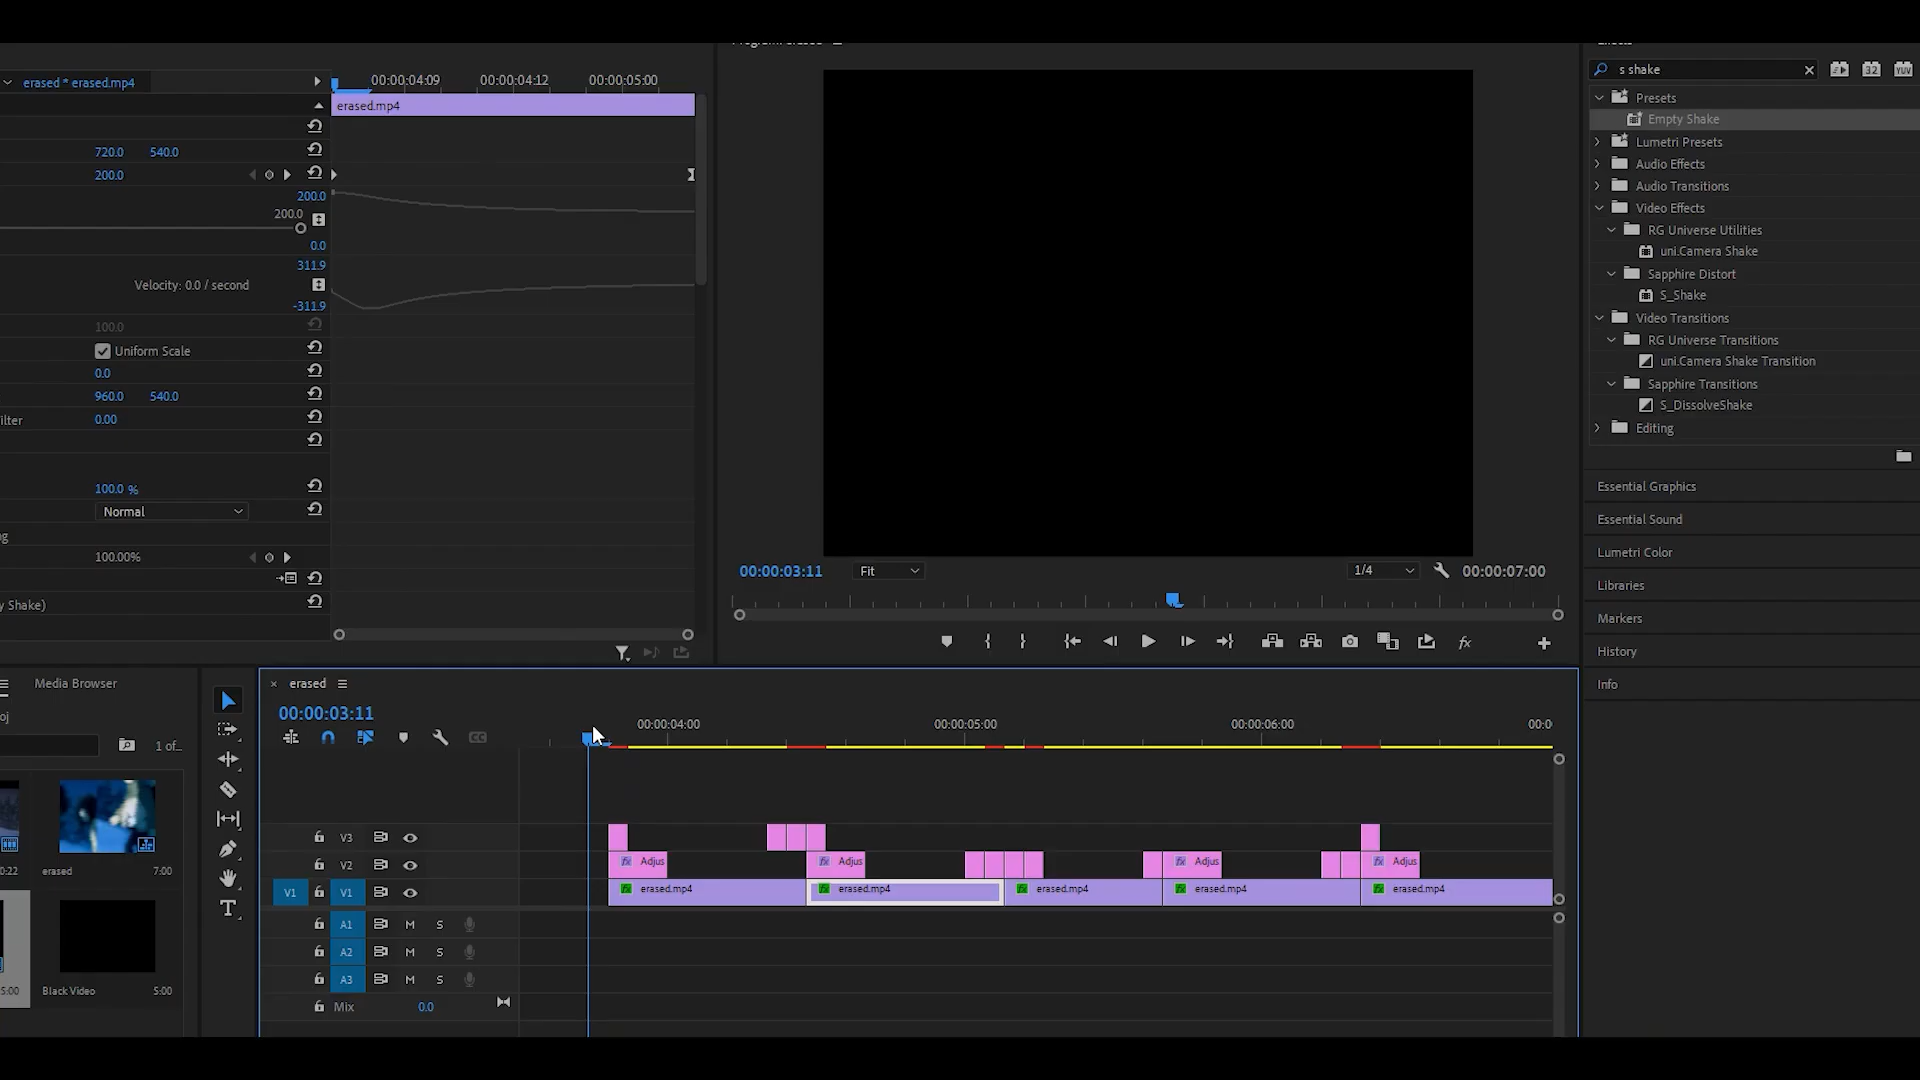 erased * erased.mp4
00:00:04:09 00:00:04:12 00:00:05:00
erased.mp4
720.0 540.0
200.0
200.0
200.0
0.0
311.9
Velocity: 0.0 / second
-311.9
100.0
Uniform Scale
0.0
960.0 540.0
ilter 0.00
100.0 %
Normal
g
100.00%
y Shake)
00:00:03:11 Fit 1/4 00:00:07:00
s shake
Presets
Empty Shake
Lumetri Presets
Audio Effects
Audio Transitions
Video Effects
RG Universe Utilities
uni.Camera Shake
Sapphire Distort
S_Shake
Video Transitions
RG Universe Transitions
uni.Camera Shake Transition
Sapphire Transitions
S_DissolveShake
Editing
Essential Graphics
Essential Sound
Lumetri Color
Libraries
Markers
History
Info
Media Browser
oj
1 of...
0:22 erased 7:00
5:00 Black Video 5:00
erased
00:00:03:11
00:00:04:00 00:00:05:00 00:00:06:00 00:0
V3
V2 Adjus Adjus Adjus Adjus
V1 V1 erased.mp4 erased.mp4 erased.mp4 erased.mp4 erased.mp4
A1 M S
A2 M S
A3 M S
Mix 0.0